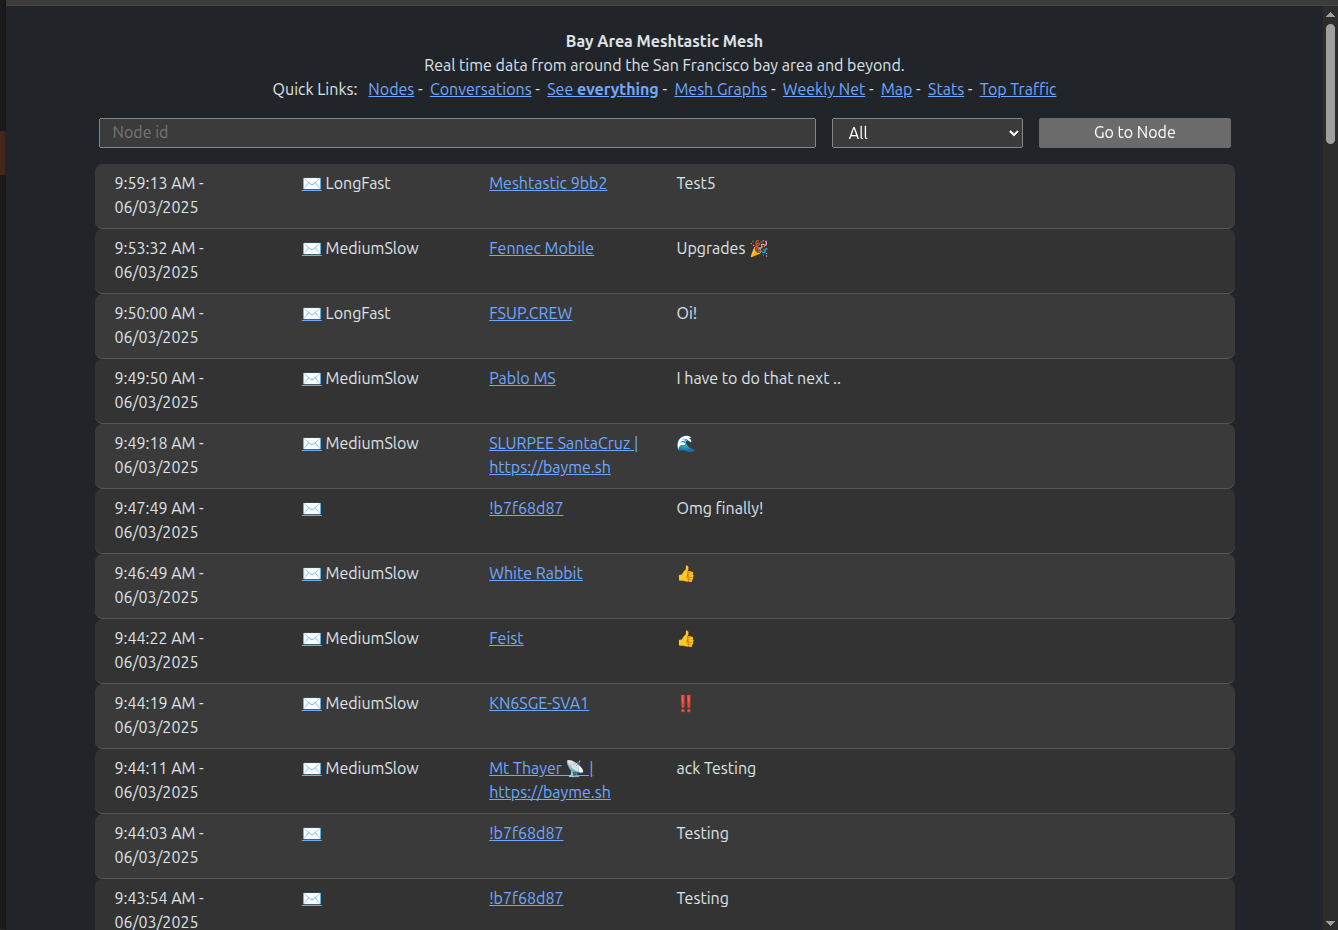 Bay Area Meshtastic Mesh
Real time data from around the San Francisco bay area and beyond.
Quick Links: Nodes - Conversations - See everything - Mesh Graphs - Weekly Net - Map - Stats - Top Traffic
Node id All Go to Node
9:59:13 AM - ✉️ LongFast Meshtastic 9bb2 Test5
06/03/2025
9:53:32 AM - ✉️ MediumSlow Fennec Mobile Upgrades 🎉
06/03/2025
9:50:00 AM - ✉️ LongFast FSUP.CREW Oi!
06/03/2025
9:49:50 AM - ✉️ MediumSlow Pablo MS I have to do that next ..
06/03/2025
9:49:18 AM - ✉️ MediumSlow SLURPEE SantaCruz | 🌊
06/03/2025 https://bayme.sh
9:47:49 AM - ✉️ !b7f68d87 Omg finally!
06/03/2025
9:46:49 AM - ✉️ MediumSlow White Rabbit 👍
06/03/2025
9:44:22 AM - ✉️ MediumSlow Feist 👍
06/03/2025
9:44:19 AM - ✉️ MediumSlow KN6SGE-SVA1 ‼️
06/03/2025
9:44:11 AM - ✉️ MediumSlow Mt Thayer 📡 | ack Testing
06/03/2025 https://bayme.sh
9:44:03 AM - ✉️ !b7f68d87 Testing
06/03/2025
9:43:54 AM - ✉️ !b7f68d87 Testing
06/03/2025